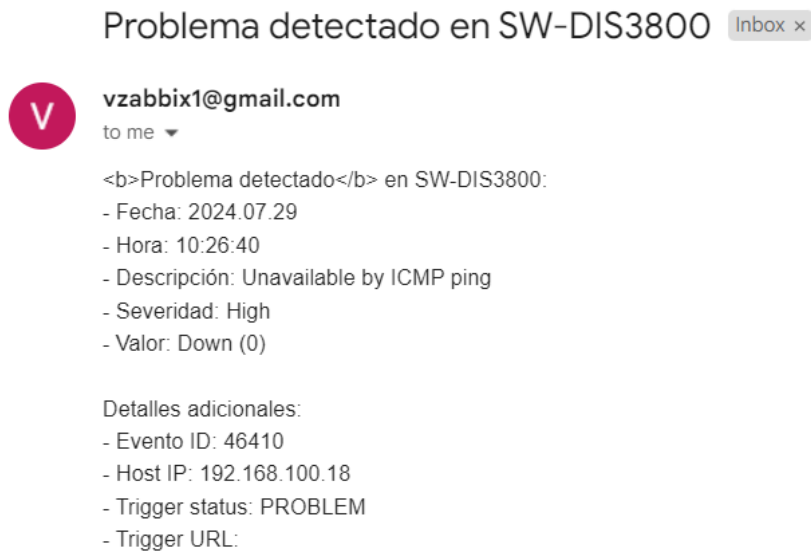 Problema detectado en SW-DIS3800 Inbox ×
V
vzabbix1@gmail.com
to me
<b>Problema detectado</b> en SW-DIS3800:
- Fecha: 2024.07.29
- Hora: 10:26:40
- Descripción: Unavailable by ICMP ping
- Severidad: High
- Valor: Down (0)
Detalles adicionales:
- Evento ID: 46410
- Host IP: 192.168.100.18
- Trigger status: PROBLEM
- Trigger URL: